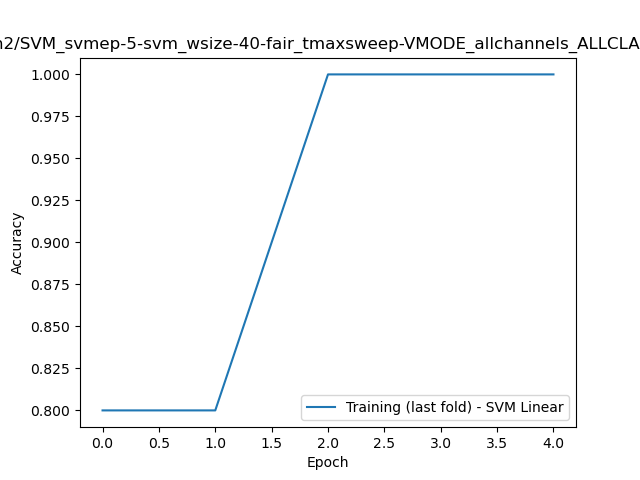 n2/SVM_svmep-5-svm_wsize-40-fair_tmaxsweep-VMODE_allchannels_ALLCLA
1.000
0.975
0.950
0.925
0.900
0.875
0.850
0.825
0.800
Accuracy
Training (last fold) - SVM Linear
0.0 0.5 1.0 1.5 2.0 2.5 3.0 3.5 4.0
Epoch